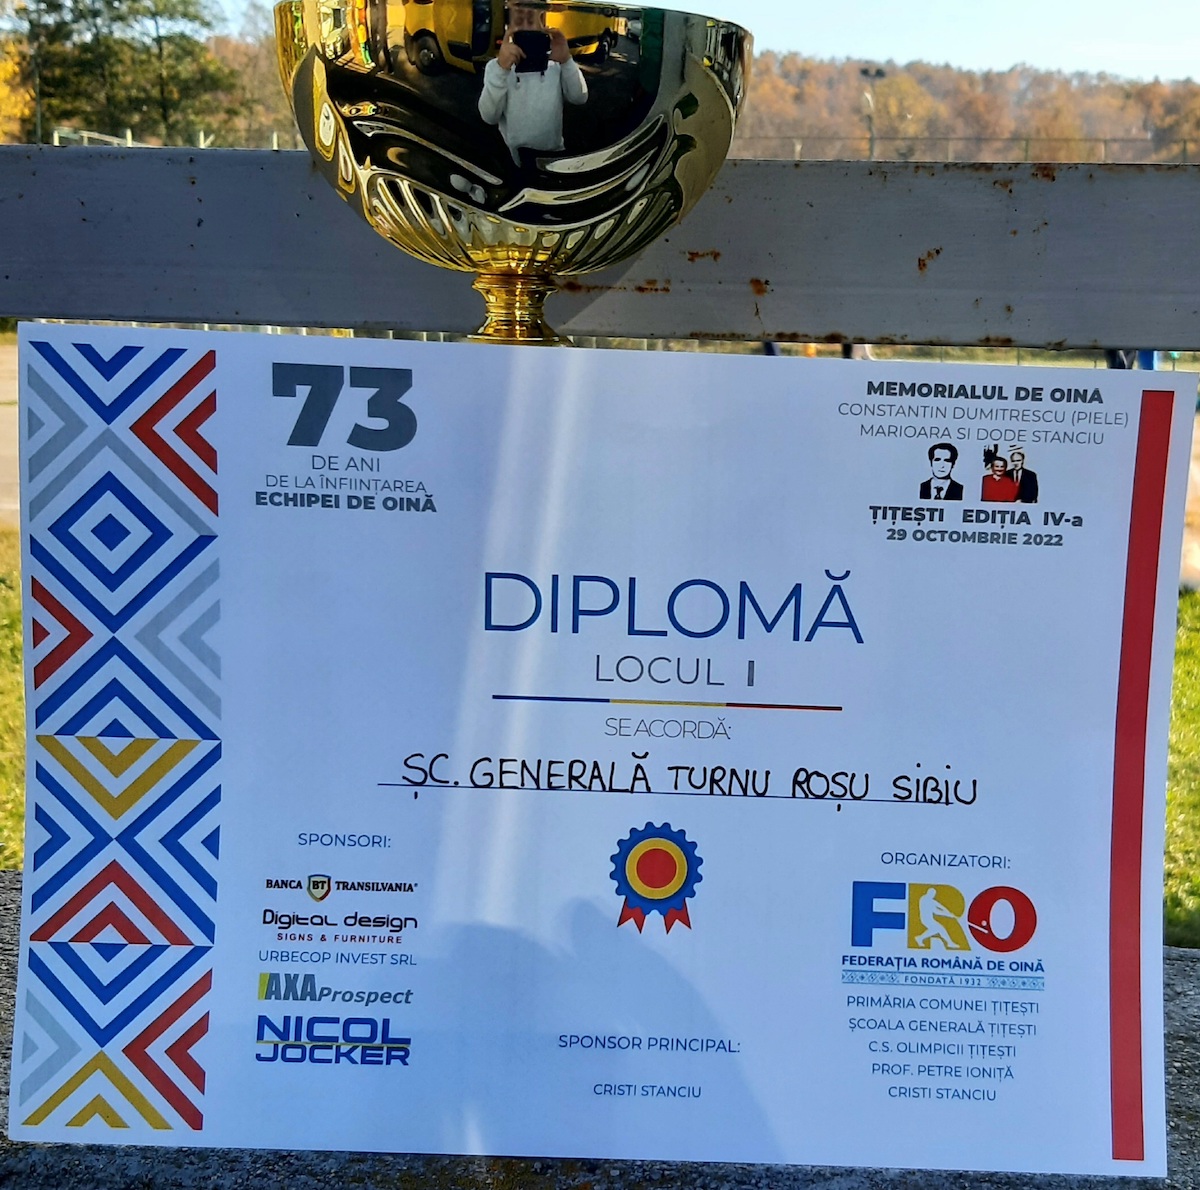 73
DE ANI
DE LA ÎNFIINȚAREA
ECHIPEI DE OINĂ
MEMORIALUL DE OINĂ
CONSTANTIN DUMITRESCU (PIELE)
MARIOARA SI DODE STANCIU
ȚIȚEȘTI EDIȚIA IV-a
29 OCTOMBRIE 2022
DIPLOMĂ
LOCUL I
SE ACORDĂ:
ȘC. GENERALĂ TURNU ROȘU SIBIU
SPONSORI:
BANCA BT TRANSILVANIA®
Digital design
SIGNS & FURNITURE
URBECOP INVEST SRL
AXA Prospect
NICOL
JOCKER
SPONSOR PRINCIPAL:
CRISTI STANCIU
ORGANIZATORI:
FRO
FEDERAȚIA ROMÂNĂ DE OINĂ
FONDATĂ 1932
PRIMĂRIA COMUNEI ȚIȚEȘTI
ȘCOALA GENERALĂ ȚIȚEȘTI
C.S. OLIMPICII ȚIȚEȘTI
PROF. PETRE IONIȚĂ
CRISTI STANCIU